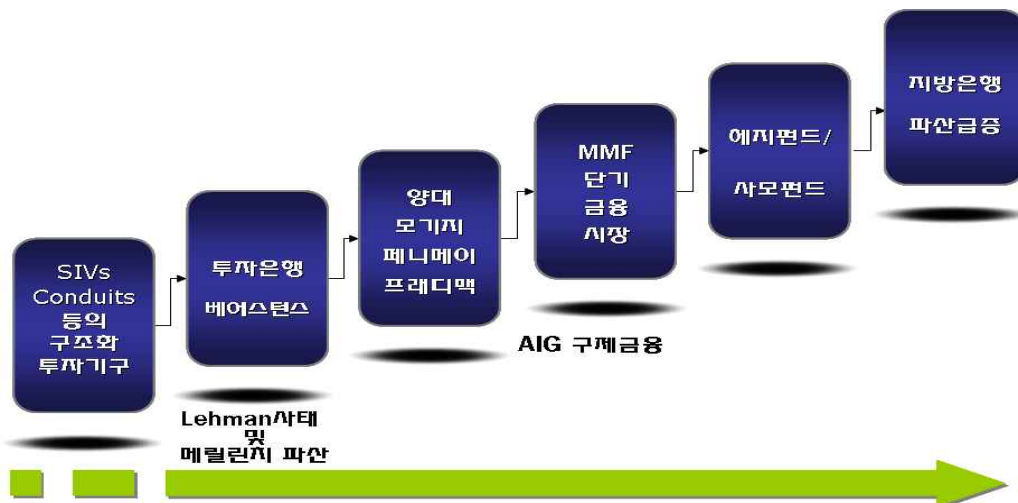 SIVs
Conduits
등의
구조화
투자기구
투자은행
베어스턴스
Lehman사태
및
메릴린치 파산
양대
모기지
페니메이
프래디맥
MMF
단기
금융
시장
AIG 구제금융
헤지펀드/
사모펀드
지방은행
파산급증